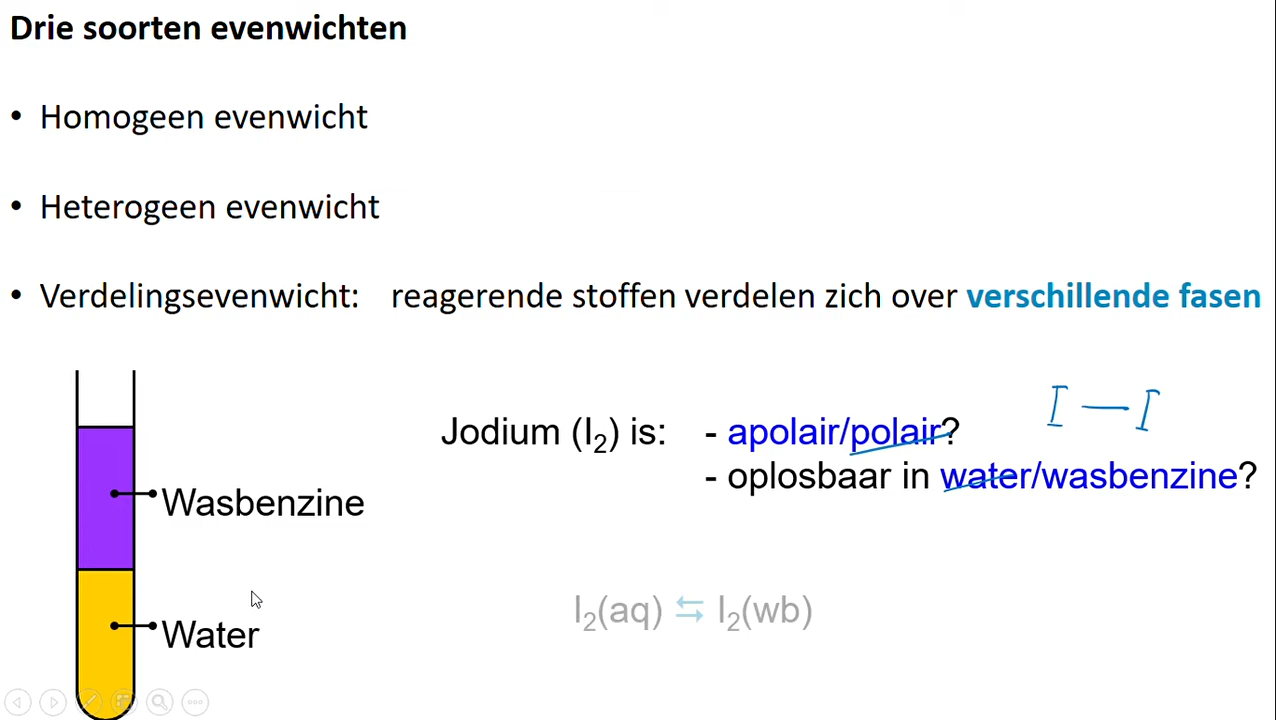 Drie soorten evenwichten
• Homogeen evenwicht
• Heterogeen evenwicht
• Verdelingsevenwicht: reagerende stoffen verdelen zich over verschillende fasen
I — I
Jodium (I₂) is: - apolair/polair?
- oplosbaar in water/wasbenzine?
Wasbenzine
I₂(aq) ⇆ I₂(wb)
Water